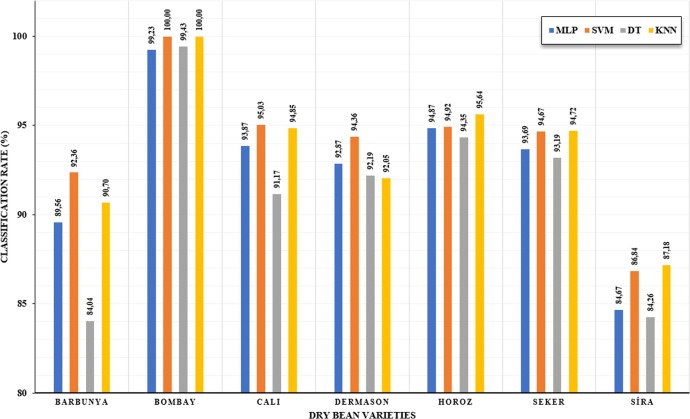 MLP SVM DT KNN
CLASSIFICATION RATE (%)
100
95
90
85
80
89,56 92,36 84,04 90,70
99,23 100,00 99,43 100,00
93,87 95,03 91,17 94,85
92,87 94,36 92,19 92,05
94,87 94,92 94,35 95,64
93,69 94,67 93,19 94,72
84,67 86,84 84,26 87,18
BARBUNYA BOMBAY CALI DERMASON HOROZ SEKER SİRA
DRY BEAN VARIETIES